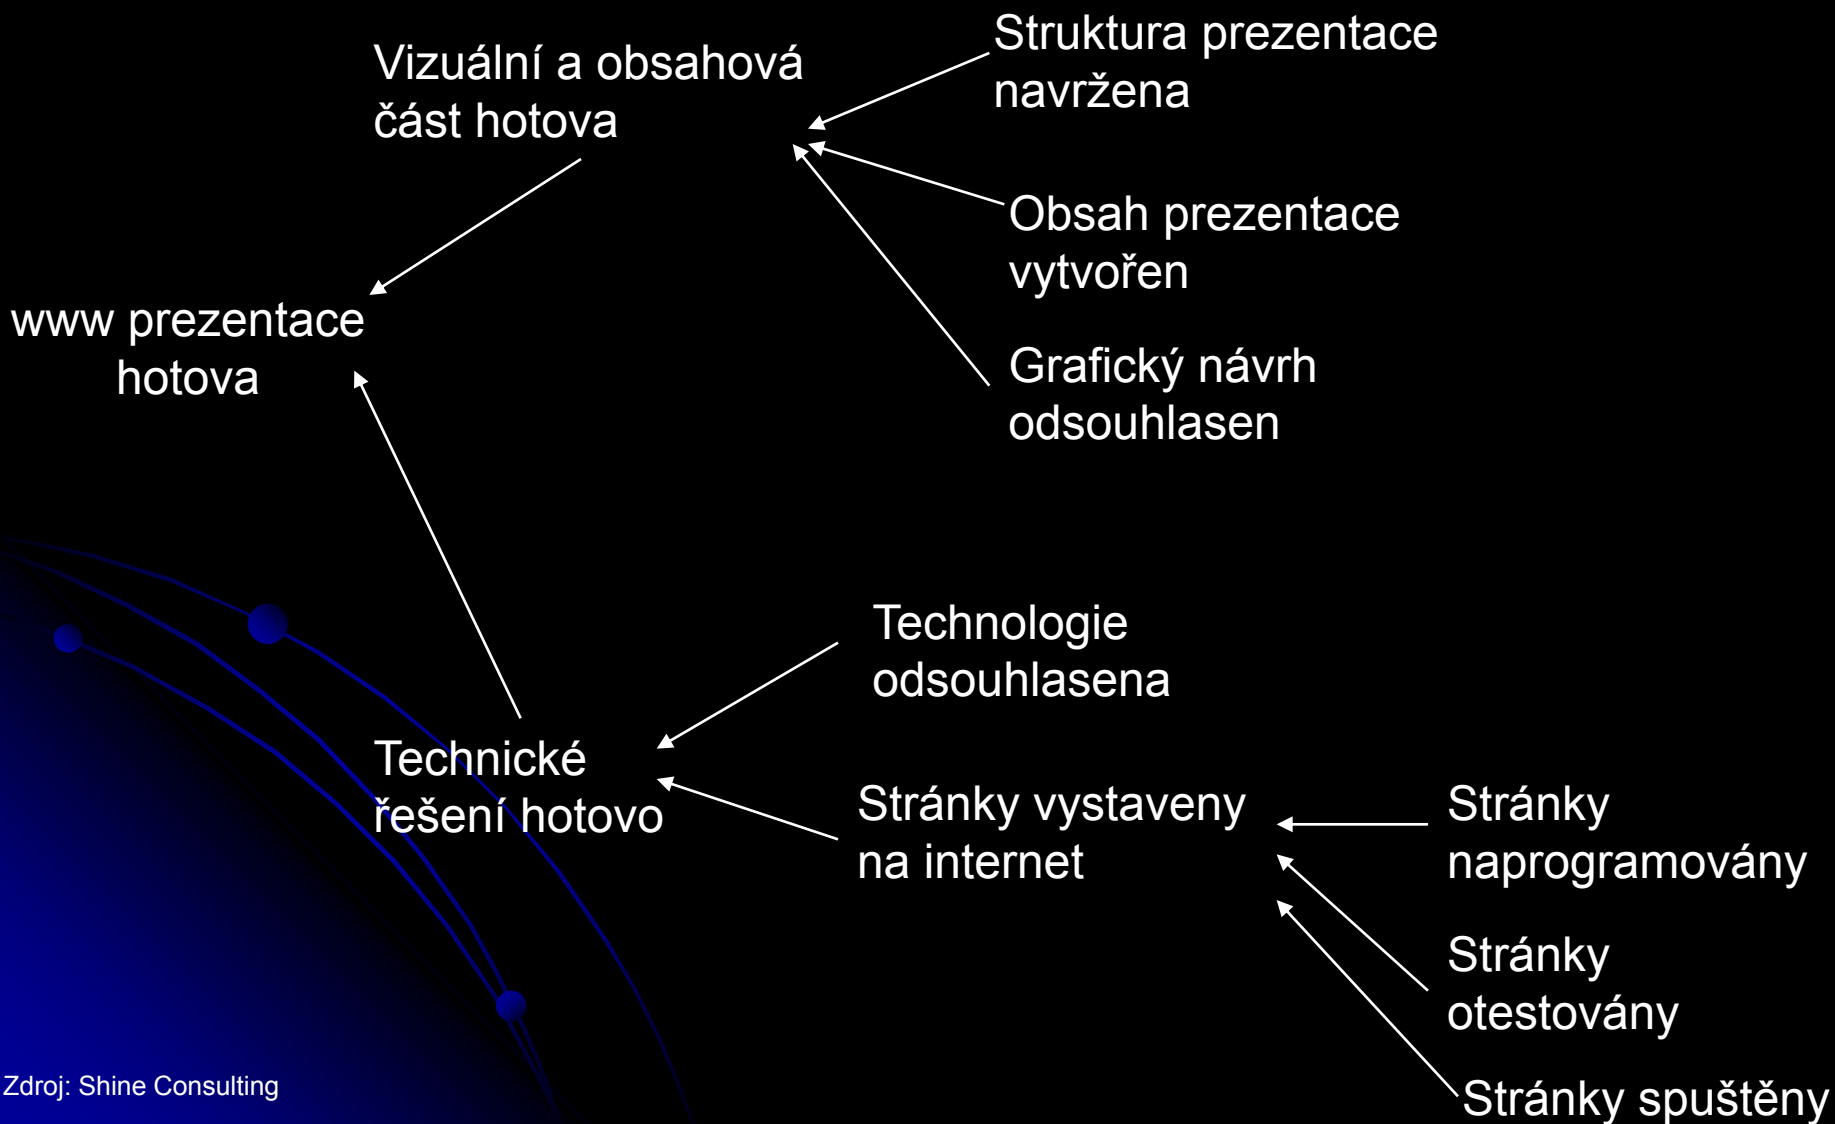 Struktura prezentace
navržena
Vizuální a obsahová
část hotova
Obsah prezentace
vytvořen
www prezentace
hotova
Grafický návrh
odsouhlasen
Technologie
odsouhlasena
Technické
řešení hotovo
Stránky vystaveny
na internet
Stránky
naprogramovány
Stránky
otestovány
Stránky spuštěny
Zdroj: Shine Consulting